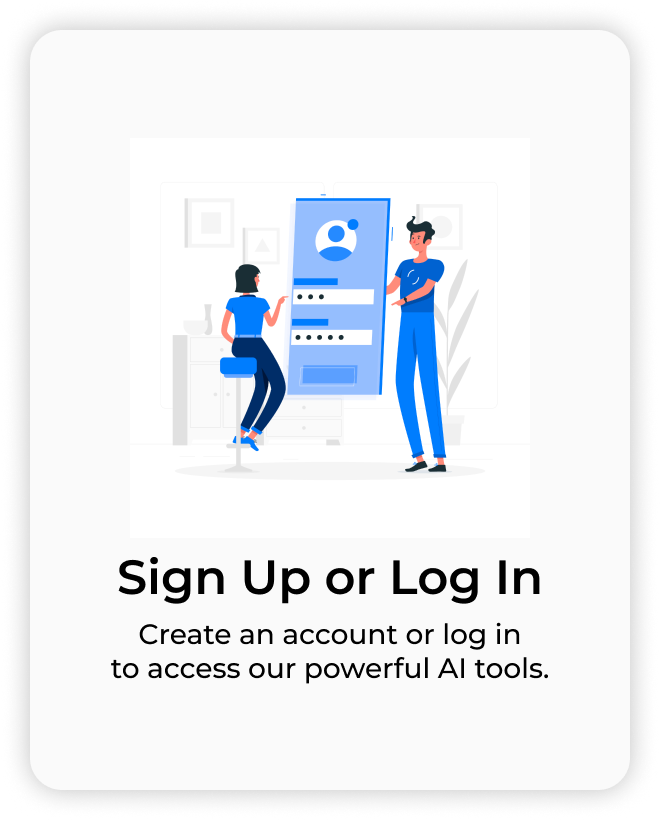 Sign Up or Log In
Create an account or log in
to access our powerful AI tools.